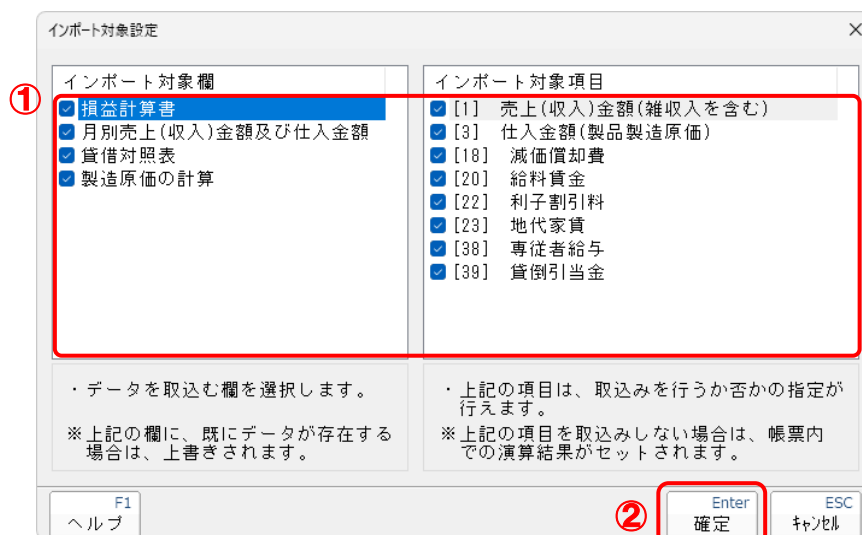 インポート対象設定
①
インポート対象欄
損益計算書
月別売上(収入)金額及び仕入金額
貸借対照表
製造原価の計算
インポート対象項目
[1] 売上(収入)金額(雑収入を含む)
[3] 仕入金額(製品製造原価)
[18] 減価償却費
[20] 給料賃金
[22] 利子割引料
[23] 地代家賃
[38] 専従者給与
[39] 貸倒引当金
・データを取込む欄を選択します。
※上記の欄に、既にデータが存在する
場合は、上書きされます。
・上記の項目は、取込みを行うか否かの指定が
行えます。
※上記の項目を取込みしない場合は、帳票内
での演算結果がセットされます。
F1
ヘルプ
②
Enter
確定
ESC
ｷｬﾝｾﾙ